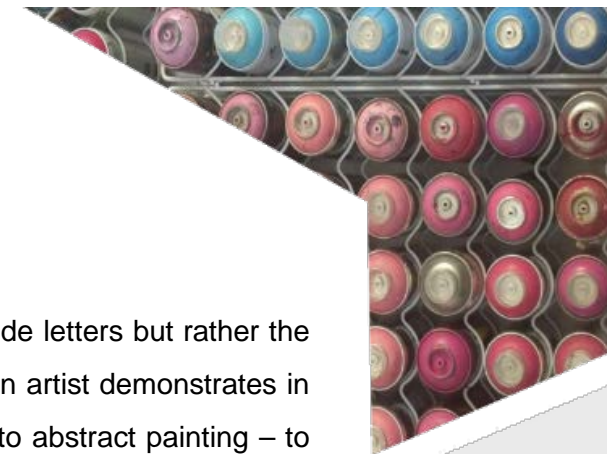 de letters but rather the
n artist demonstrates in
to abstract painting – to